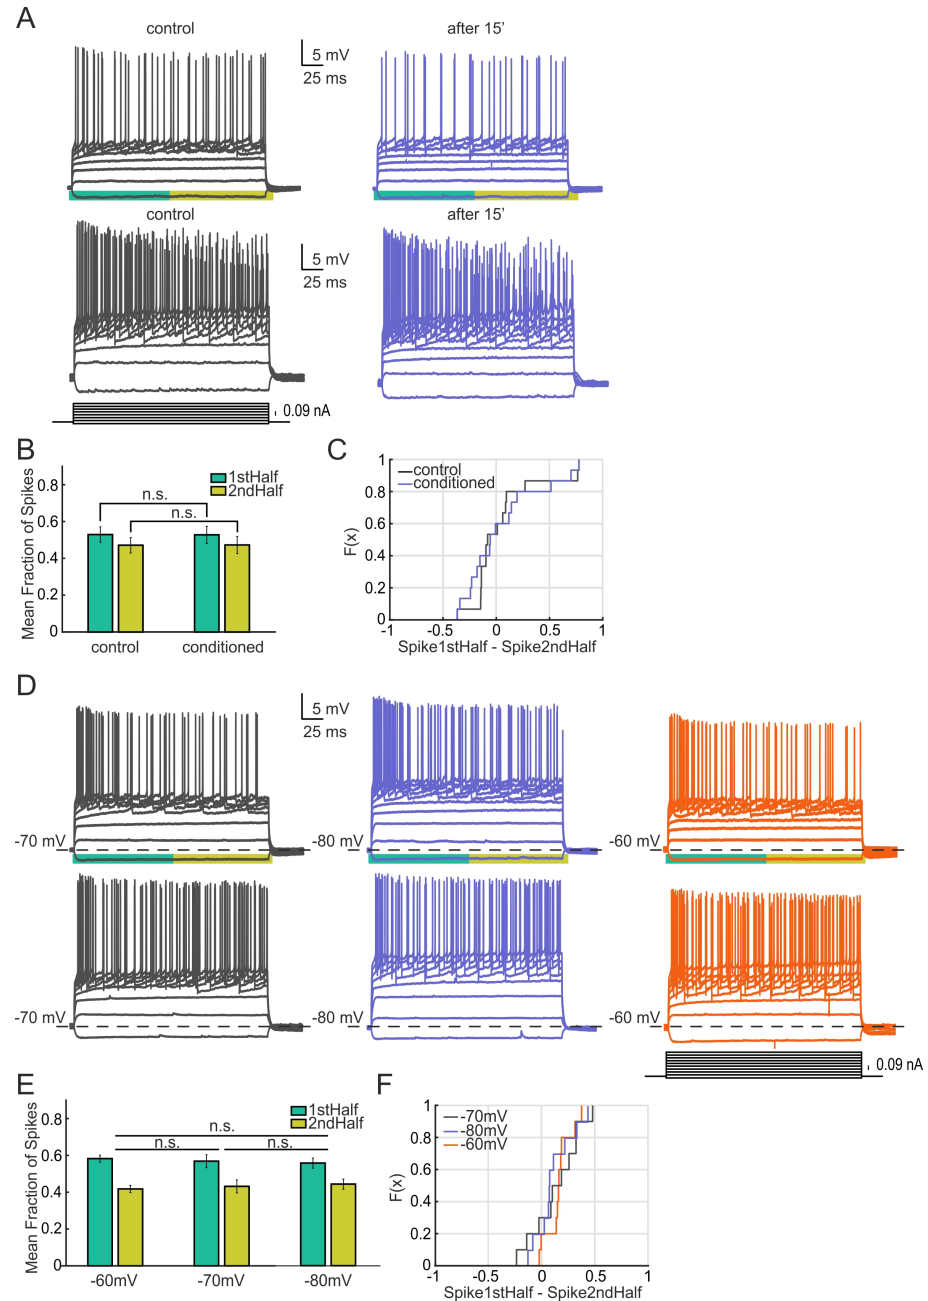 A
control
after 15'
5 mV
25 ms
control
after 15'
5 mV
25 ms
0.09 nA
B
C
Mean Fraction of Spikes
0.8
0.6
0.4
0.2
0
1stHalf
2ndHalf
n.s.
n.s.
control conditioned
F(x)
1
0.8
0.6
0.4
0.2
0
control
conditioned
-1 -0.5 0 0.5 1
Spike1stHalf - Spike2ndHalf
D
5 mV
25 ms
-70 mV
-80 mV
-60 mV
-70 mV
-80 mV
-60 mV
0.09 nA
E
F
Mean Fraction of Spikes
0.8
0.6
0.4
0.2
0
1stHalf
2ndHalf
n.s.
n.s. n.s.
-60mV -70mV -80mV
F(x)
1
0.8
0.6
0.4
0.2
0
-70mV
-80mV
-60mV
-1 -0.5 0 0.5 1
Spike1stHalf - Spike2ndHalf